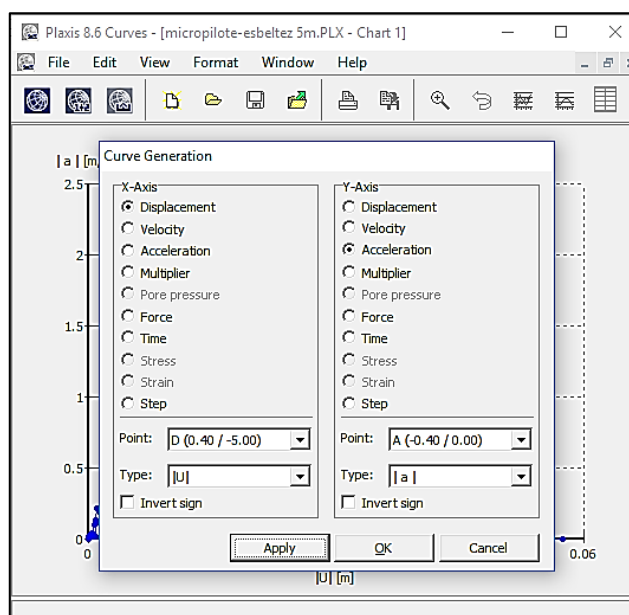 Plaxis 8.6 Curves - [micropilote-esbeltez 5m.PLX - Chart 1]
File Edit View Format Window Help
Curve Generation
| a | [m
2.5
2
1.5
1
0.5
0
X-Axis
Displacement
Velocity
Acceleration
Multiplier
Pore pressure
Force
Time
Stress
Strain
Step
Point: D (0.40 / -5.00)
Type: |U|
Invert sign
Y-Axis
Displacement
Velocity
Acceleration
Multiplier
Pore pressure
Force
Time
Stress
Strain
Step
Point: A (-0.40 / 0.00)
Type: | a |
Invert sign
Apply OK Cancel
0 0.06
|U| [m]